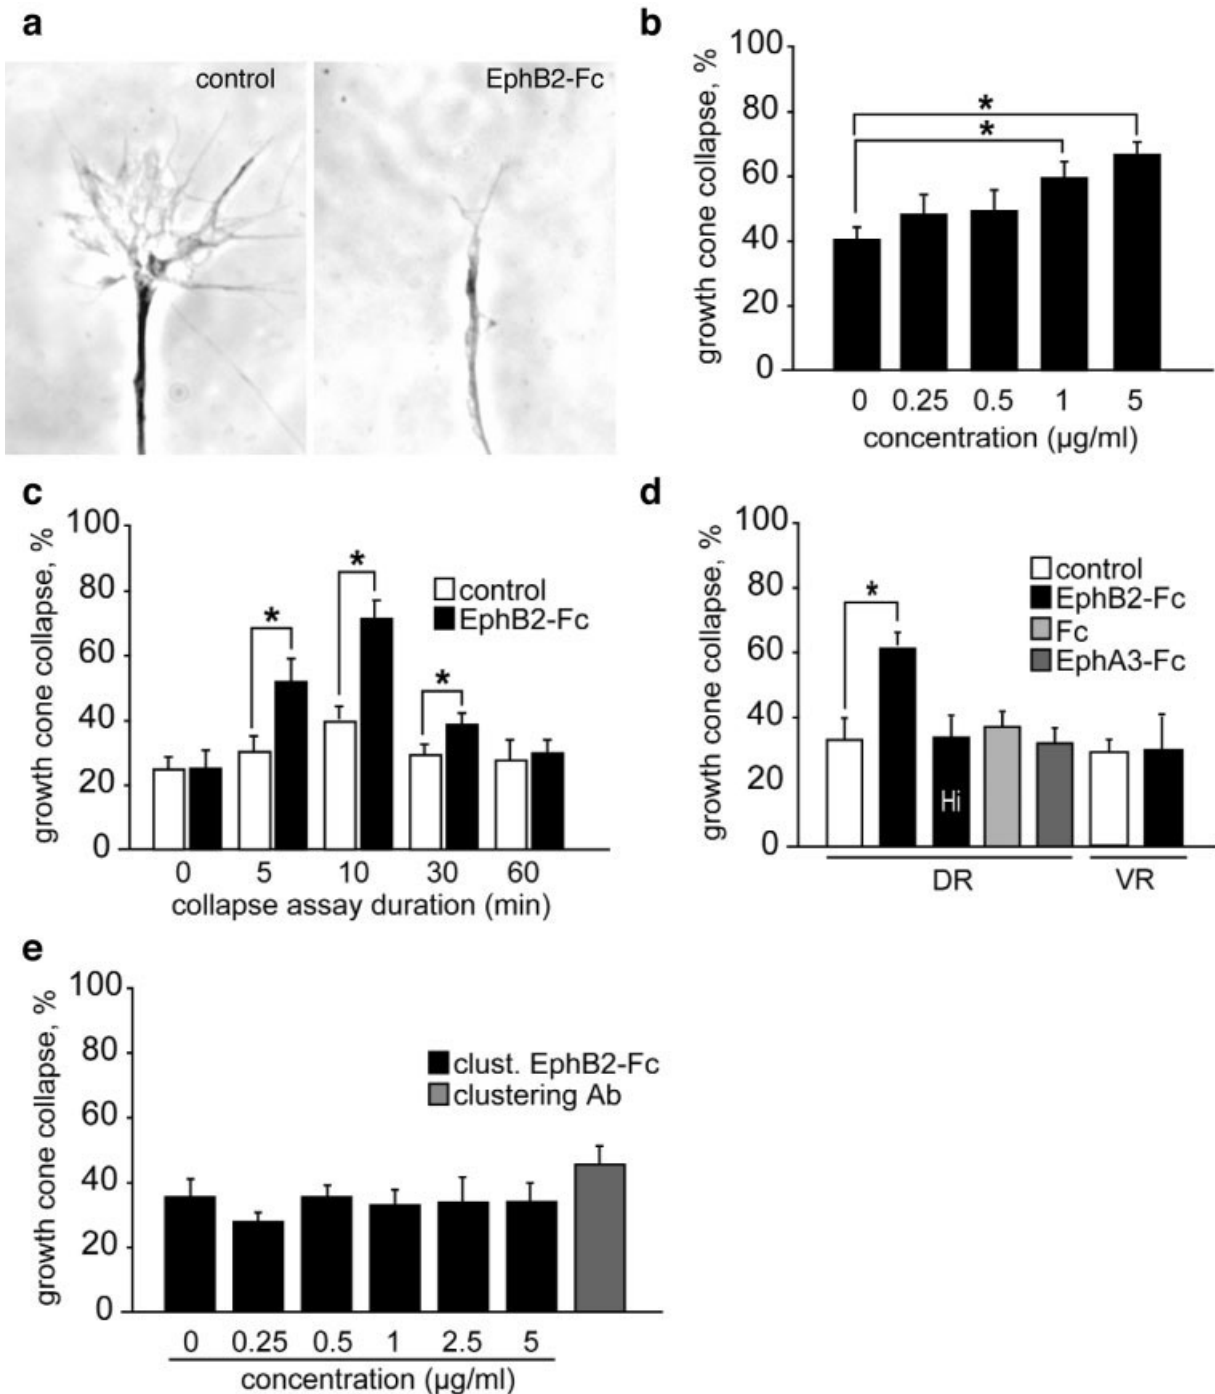 a
control
EphB2-Fc
b
growth cone collapse, %
100
80
60
40
20
0
*
*
0 0.25 0.5 1 5
concentration (µg/ml)
c
growth cone collapse, %
100
80
60
40
20
0
*
*
*
control
EphB2-Fc
0 5 10 30 60
collapse assay duration (min)
d
growth cone collapse, %
100
80
60
40
20
0
*
control
EphB2-Fc
Fc
EphA3-Fc
Hi
DR VR
e
growth cone collapse, %
100
80
60
40
20
0
clust. EphB2-Fc
clustering Ab
0 0.25 0.5 1 2.5 5
concentration (µg/ml)